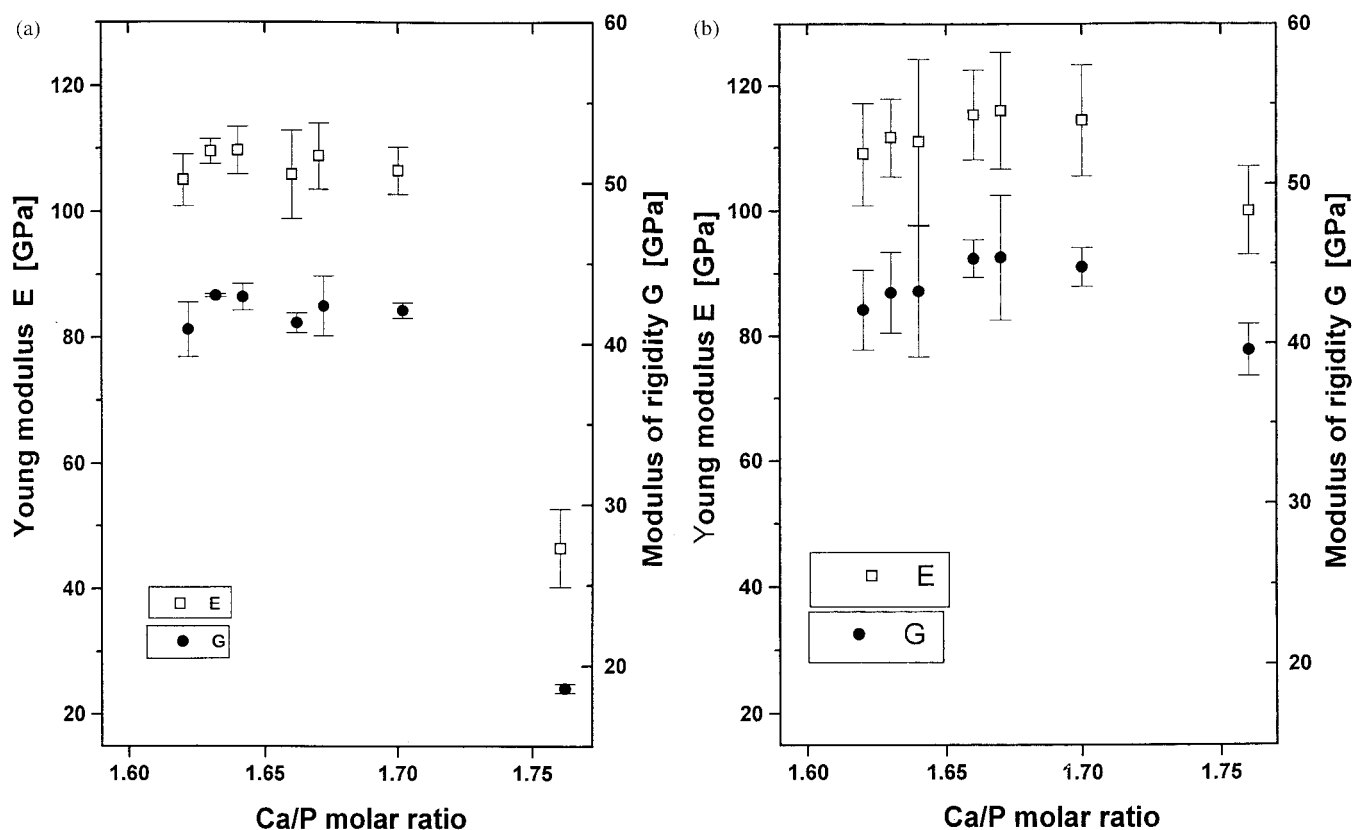 (a)
Young modulus E [GPa]
120
100
80
60
40
20
60
50
40
30
20
Modulus of rigidity G [GPa]
E
G
1.60 1.65 1.70 1.75
Ca/P molar ratio
(b)
Young modulus E [GPa]
120
100
80
60
40
20
60
50
40
30
20
Modulus of rigidity G [GPa]
E
G
1.60 1.65 1.70 1.75
Ca/P molar ratio